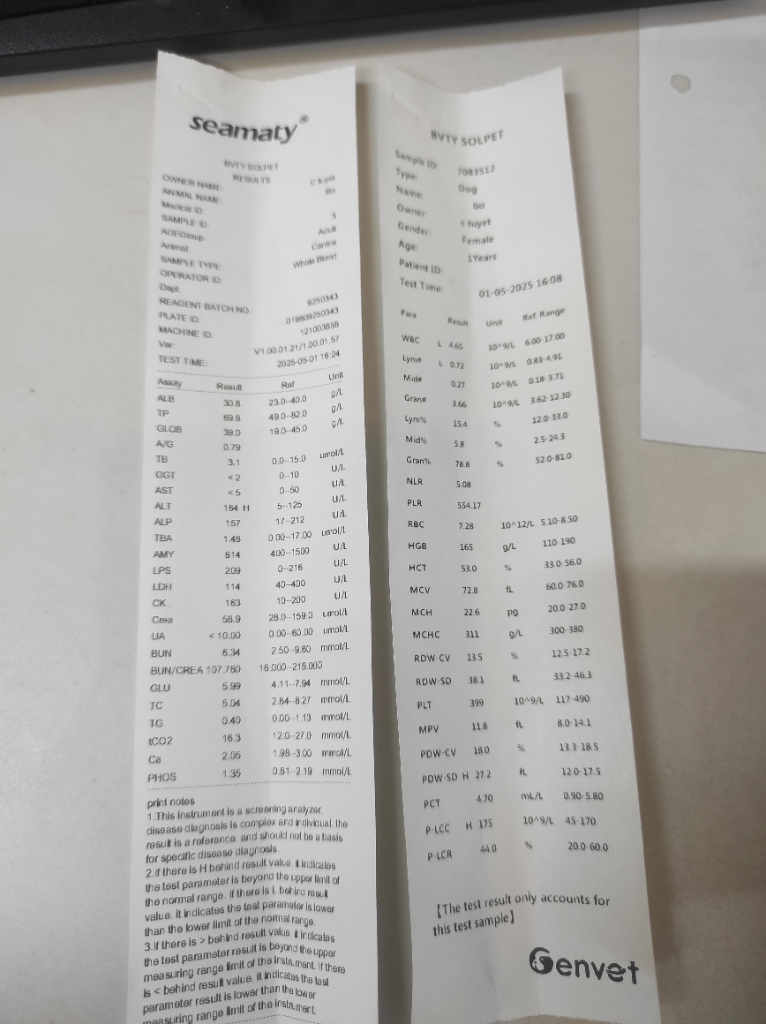 seamaty®
BVTY SOLPET
RESULTS
OWNER NAME: C tuyet
ANIMAL NAME: Bo
Medical ID:
SAMPLE ID: 3
AGEGroup: Adult
Animal: Canine
SAMPLE TYPE: Whole Blood
OPERATOR ID:
Dept:
REAGENT BATCH NO: 9250343
PLATE ID: 019809250343
MACHINE ID: 121003658
Ver: V1.00.01.21/1.00.01.57
TEST TIME: 2025-05-01 16:24
Assay Result Ref Unit
ALB 30.8 23.0--40.0 g/L
TP 69.8 49.0--82.0 g/L
GLOB 39.0 19.0--45.0 g/L
A/G 0.79
TB 3.1 0.0--15.0 umol/L
GGT <2 0--10 U/L
AST <5 0--50 U/L
ALT 164 H 5--125 U/L
ALP 157 17--212 U/L
TBA 1.48 0.00--17.00 umol/L
AMY 814 400--1500 U/L
LPS 209 0--216 U/L
LDH 114 40--400 U/L
CK 163 10--200 U/L
Crea 58.9 28.0--159.0 umol/L
UA <10.00 0.00--60.00 umol/L
BUN 6.34 2.50--9.60 mmol/L
BUN/CREA 107.780 16.000--218.000
GLU 5.99 4.11--7.94 mmol/L
TC 5.04 2.84--8.27 mmol/L
TG 0.40 0.00--1.13 mmol/L
tCO2 16.3 12.0--27.0 mmol/L
Ca 2.05 1.98--3.00 mmol/L
PHOS 1.35 0.81--2.19 mmol/L
print notes
1.This instrument is a screening analyzer,
disease diagnosis is complex and individual, the
result is a reference, and should not be a basis
for specific disease diagnosis.
2.if there is H behind result value, it indicates
the test parameter is beyond the upper limit of
the normal range. if there is L behind result
value, it indicates the test parameter is lower
than the lower limit of the normal range.
3.if there is > behind result value, it indicates
the test parameter result is beyond the upper
measuring range limit of the instrument. if there
is < behind result value, it indicates the test
parameter result is lower than the lower
measuring range limit of the instrument.
BVTY SOLPET
Sample ID: 7083512
Type: Dog
Name: bo
Owner: c tuyet
Gender: Female
Age: 1Years
Patient ID:
Test Time: 01-05-2025 16:08
Para Result Unit Ref. Range
WBC L 4.65 10^9/L 6.00-17.00
Lym# L 0.72 10^9/L 0.83-4.91
Mid# 0.27 10^9/L 0.18-3.71
Gran# 3.66 10^9/L 3.62-12.30
Lym% 15.4 % 12.0-33.0
Mid% 5.8 % 2.5-24.3
Gran% 78.8 % 52.0-81.0
NLR 5.08
PLR 554.17
RBC 7.28 10^12/L 5.10-8.50
HGB 165 g/L 110-190
HCT 53.0 % 33.0-56.0
MCV 72.8 fL 60.0-76.0
MCH 22.6 pg 20.0-27.0
MCHC 311 g/L 300-380
RDW-CV 13.5 % 12.5-17.2
RDW-SD 38.1 fL 33.2-46.3
PLT 399 10^9/L 117-490
MPV 11.8 fL 8.0-14.1
PDW-CV 18.0 % 13.3-18.5
PDW-SD H 27.2 fL 12.0-17.5
PCT 4.70 mL/L 0.90-5.80
P-LCC H 175 10^9/L 45-170
P-LCR 44.0 % 20.0-60.0
【The test result only accounts for
this test sample】
Genvet